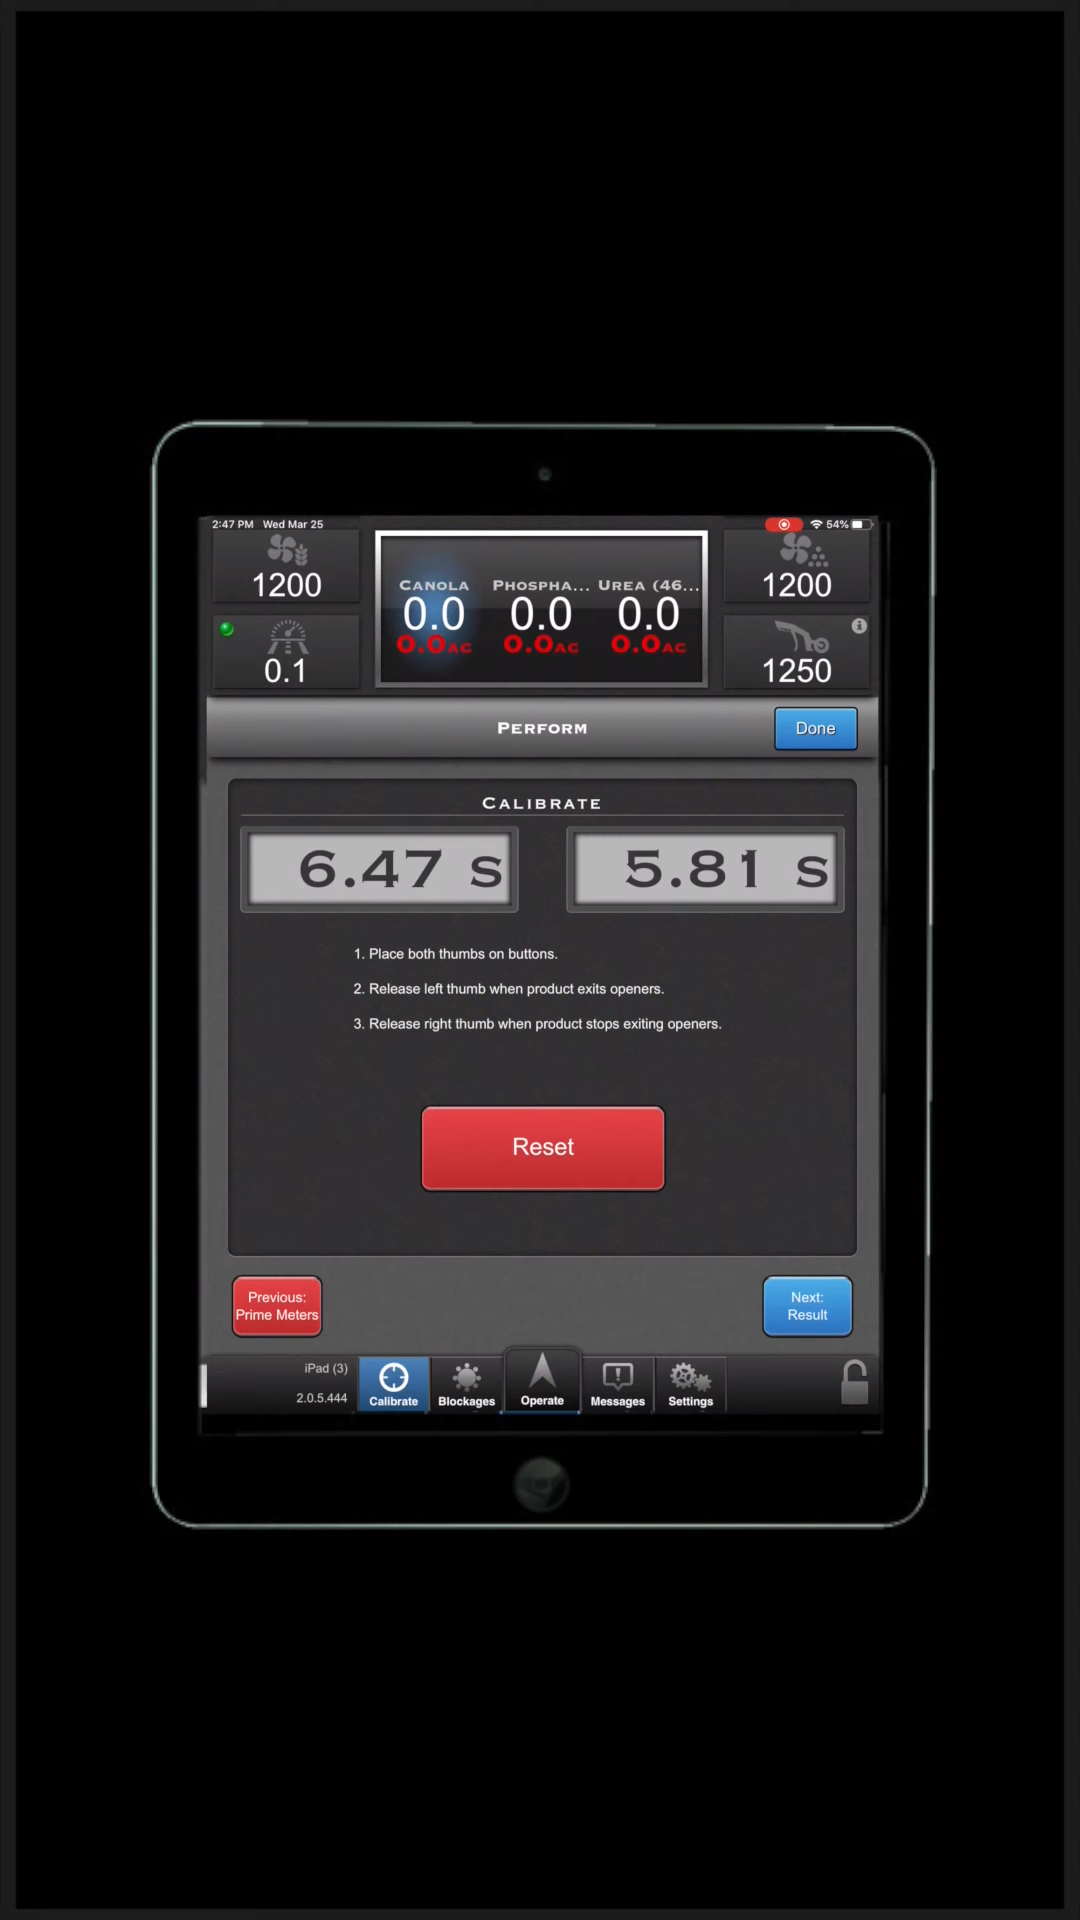 2:47 PM Wed Mar 25
54%
1200
CANOLA PHOSPHA... UREA (46...
0.0 0.0 0.0
0.0AC 0.0AC 0.0AC
1200
0.1
1250
PERFORM
Done
CALIBRATE
6.47 s
5.81 s
1. Place both thumbs on buttons.
2. Release left thumb when product exits openers.
3. Release right thumb when product stops exiting openers.
Reset
Previous:
Prime Meters
Next:
Result
iPad (3)
2.0.5.444
Calibrate
Blockages
Operate
Messages
Settings